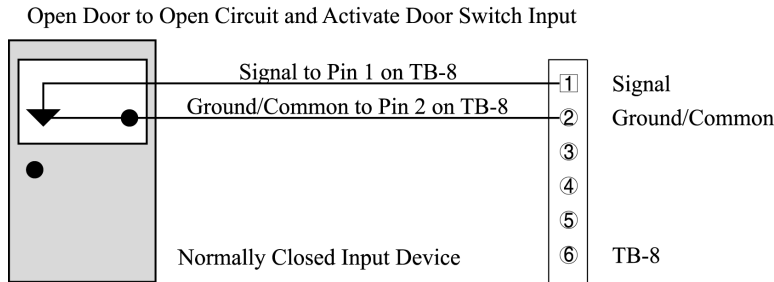 Open Door to Open Circuit and Activate Door Switch Input
Signal to Pin 1 on TB-8
1 Signal
Ground/Common to Pin 2 on TB-8
2 Ground/Common
3
4
5
Normally Closed Input Device
6 TB-8